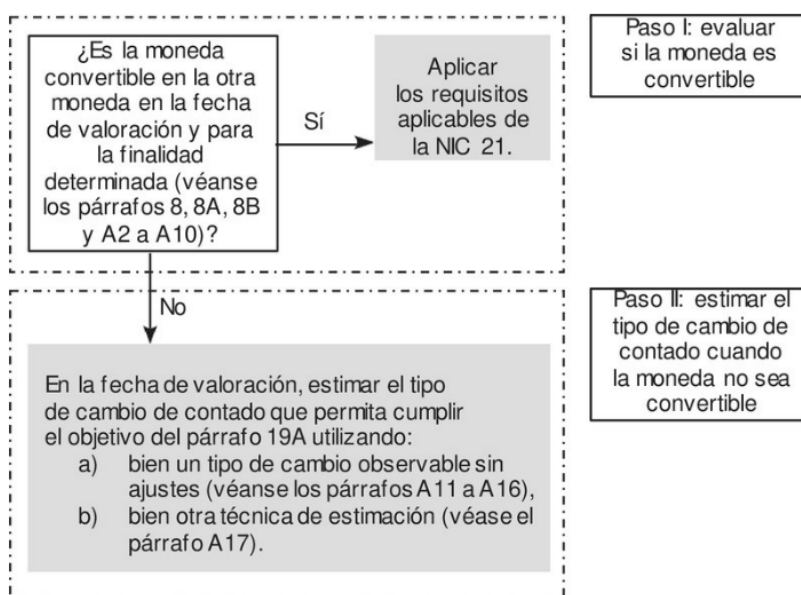 ¿Es la moneda
convertible en la otra
moneda en la fecha
de valoración y para
la finalidad
determinada (véanse
los párrafos 8, 8A, 8B
y A2 a A10)?
Sí
Aplicar
los requisitos
aplicables de
la NIC 21.
Paso I: evaluar
si la moneda es
convertible
No
En la fecha de valoración, estimar el tipo
de cambio de contado que permita cumplir
el objetivo del párrafo 19A utilizando:
a) bien un tipo de cambio observable sin
ajustes (véanse los párrafos A11 a A16),
b) bien otra técnica de estimación (véase el
párrafo A17).
Paso II: estimar el
tipo de cambio de
contado cuando
la moneda no sea
convertible